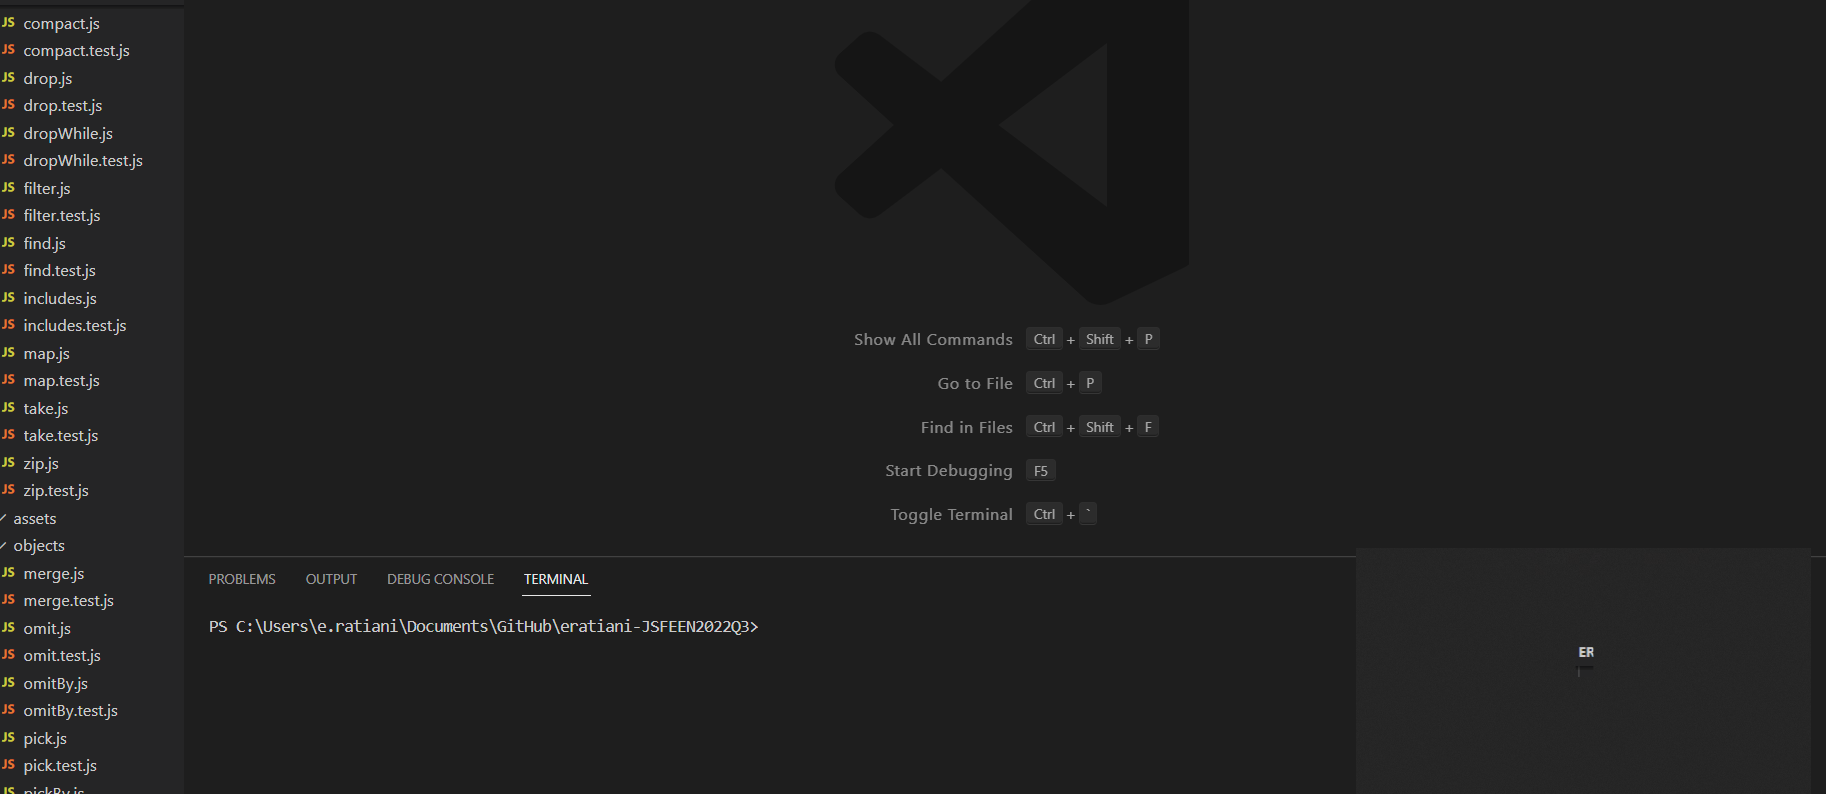 JS compact.js
JS compact.test.js
JS drop.js
JS drop.test.js
JS dropWhile.js
JS dropWhile.test.js
JS filter.js
JS filter.test.js
JS find.js
JS find.test.js
JS includes.js
JS includes.test.js
JS map.js
JS map.test.js
JS take.js
JS take.test.js
JS zip.js
JS zip.test.js
assets
objects
JS merge.js
JS merge.test.js
JS omit.js
JS omit.test.js
JS omitBy.js
JS omitBy.test.js
JS pick.js
JS pick.test.js
JS pickBy.js
Show All Commands Ctrl + Shift + P
Go to File Ctrl + P
Find in Files Ctrl + Shift + F
Start Debugging F5
Toggle Terminal Ctrl + `
PROBLEMS OUTPUT DEBUG CONSOLE TERMINAL
PS C:\Users\e.ratiani\Documents\GitHub\eratiani-JSFEEN2022Q3>
ER